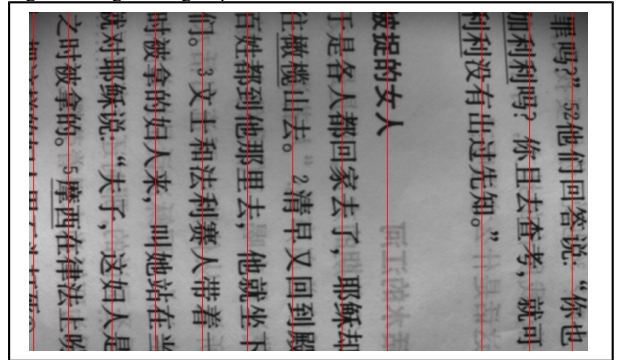 罪吗?” 52他们回答说:“你也
加利利吗? 你且去查考,就可
利利没有出过先知。”
被捉的女人
于是各人都回家去了,耶稣却
往橄榄山去。 2清早又回到殿
百姓都到他那里去,他就坐下
们。 3文士和法利赛人带着一
时被拿的妇人来,叫她站在当
就对耶稣说:“夫子,这妇人是
之时被拿的。 5摩西在律法上吩